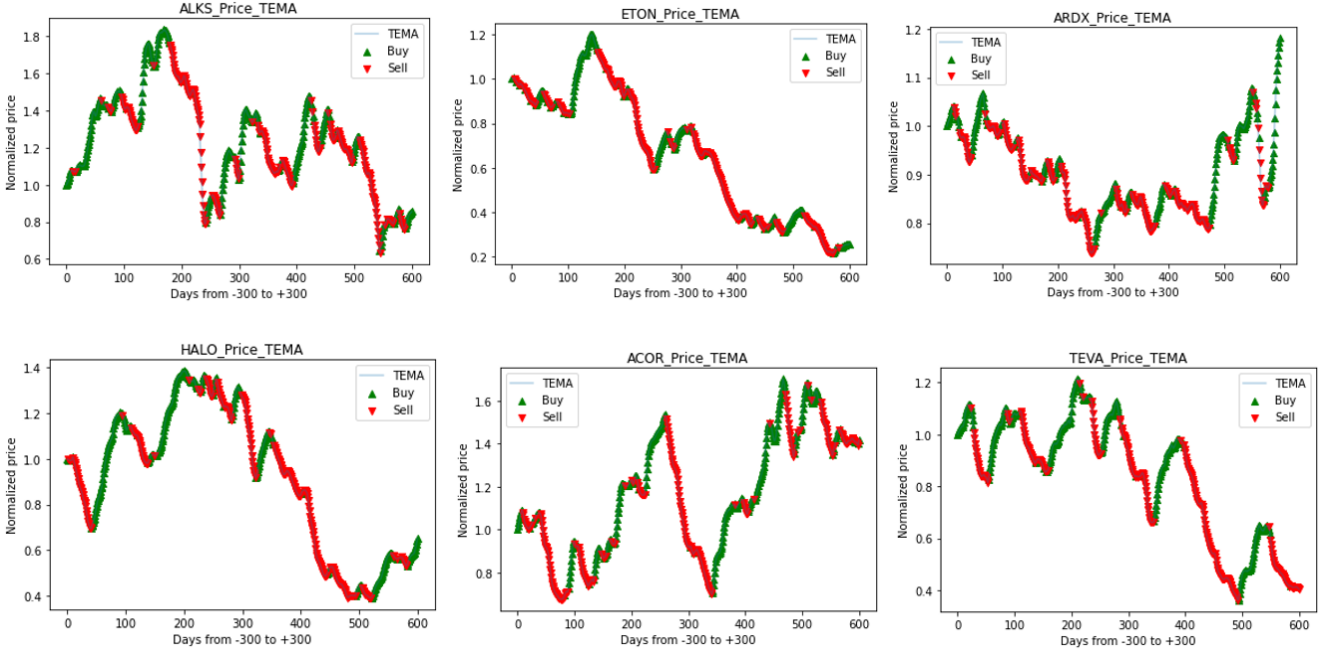 ALKS_Price_TEMA
1.8
1.6
1.4
1.2
1.0
0.8
0.6
Normalized price
TEMA
Buy
Sell
0 100 200 300 400 500 600
Days from -300 to +300
ETON_Price_TEMA
1.2
1.0
0.8
0.6
0.4
0.2
Normalized price
TEMA
Buy
Sell
0 100 200 300 400 500 600
Days from -300 to +300
ARDX_Price_TEMA
1.2
1.1
1.0
0.9
0.8
Normalized price
TEMA
Buy
Sell
0 100 200 300 400 500 600
Days from -300 to +300
HALO_Price_TEMA
1.4
1.2
1.0
0.8
0.6
0.4
Normalized price
TEMA
Buy
Sell
0 100 200 300 400 500 600
Days from -300 to +300
ACOR_Price_TEMA
1.6
1.4
1.2
1.0
0.8
Normalized price
TEMA
Buy
Sell
0 100 200 300 400 500 600
Days from -300 to +300
TEVA_Price_TEMA
1.2
1.0
0.8
0.6
0.4
Normalized price
TEMA
Buy
Sell
0 100 200 300 400 500 600
Days from -300 to +300